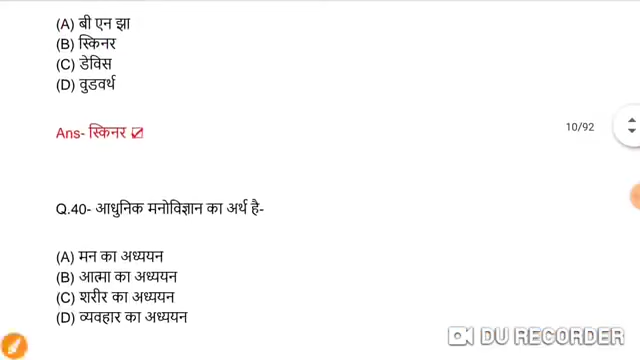 (A) बी एन झा
(B) स्किनर
(C) डेविस
(D) वुडवर्थ
Ans- स्किनर ☑
10/92
Q.40- आधुनिक मनोविज्ञान का अर्थ है-
(A) मन का अध्ययन
(B) आत्मा का अध्ययन
(C) शरीर का अध्ययन
(D) व्यवहार का अध्ययन
DU RECORDER